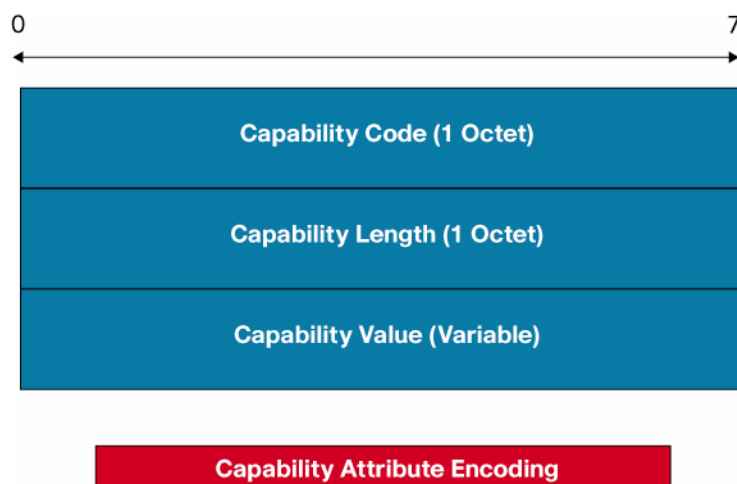 0 7
Capability Code (1 Octet)
Capability Length (1 Octet)
Capability Value (Variable)
Capability Attribute Encoding